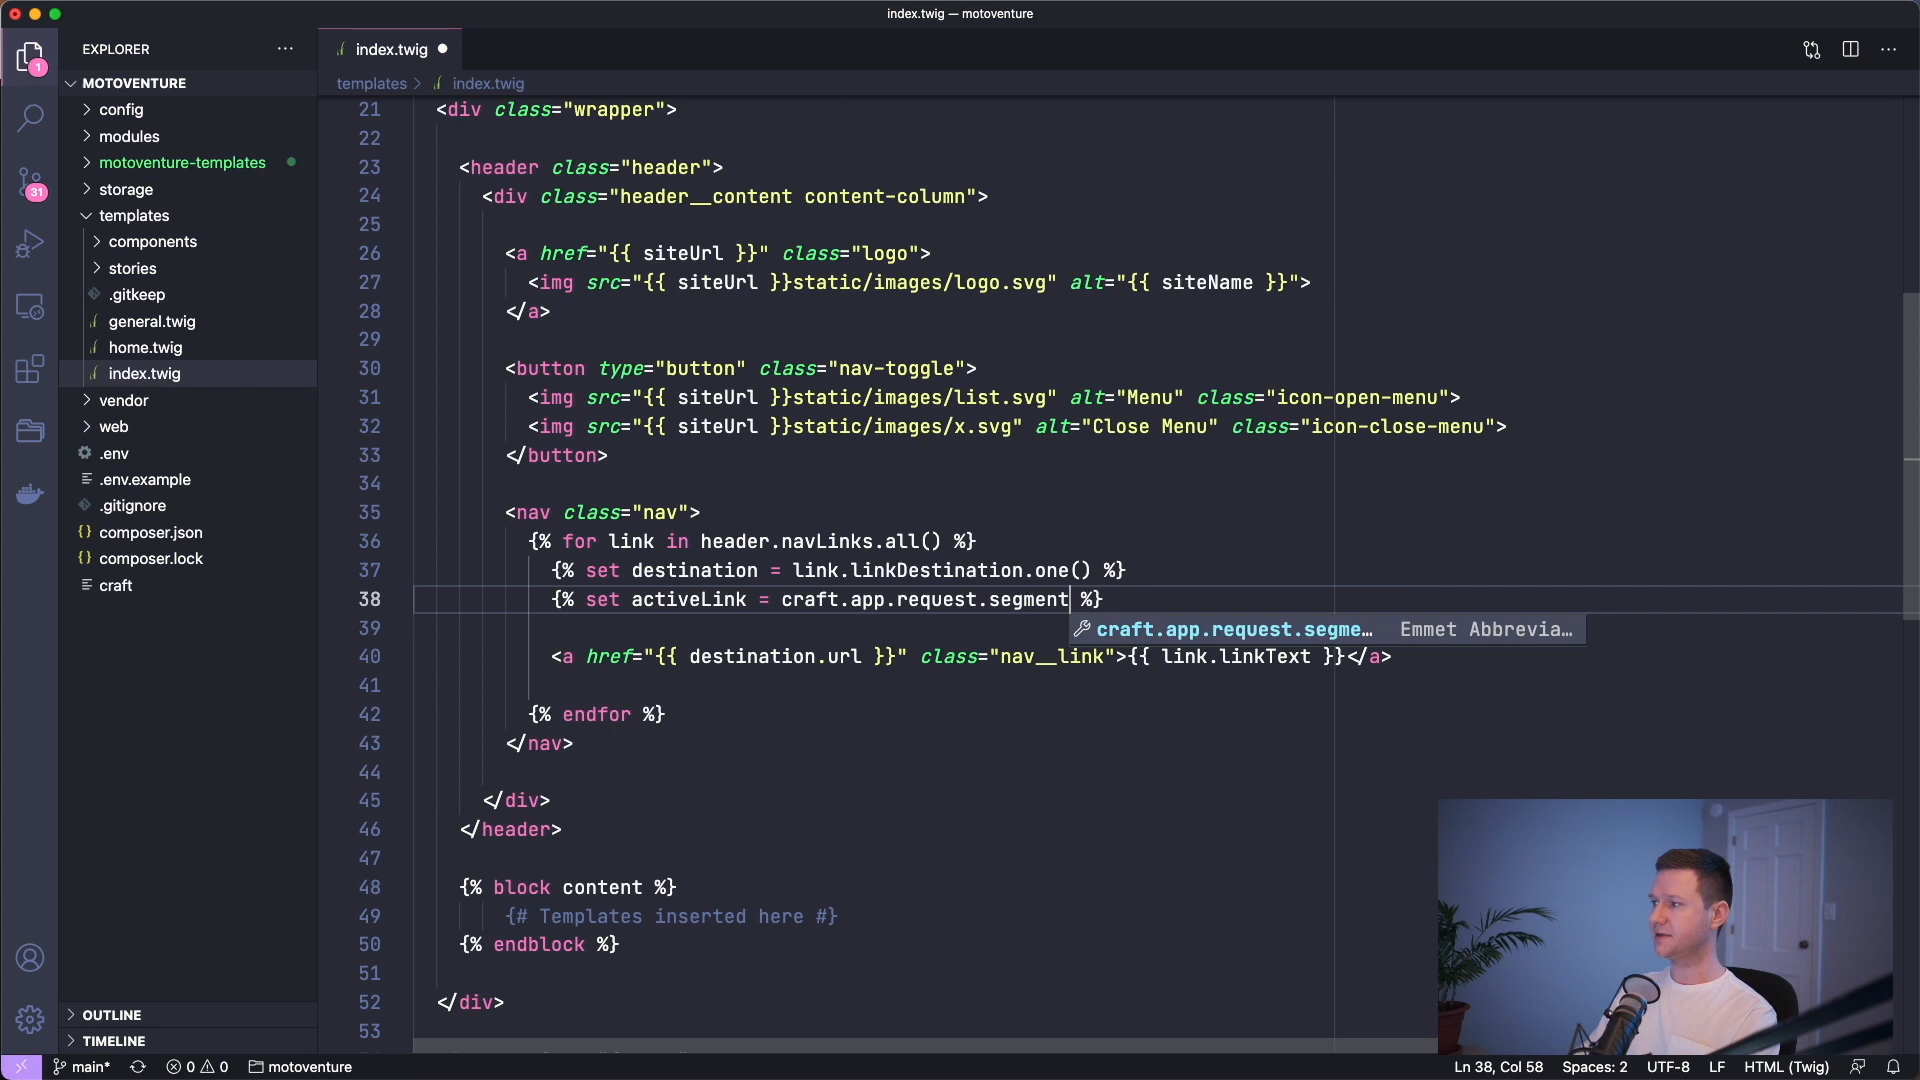 index.twig — motoventure
EXPLORER
index.twig
1
MOTOVENTURE
templates > index.twig
config
modules
motoventure-templates
storage
31
templates
components
stories
.gitkeep
general.twig
home.twig
index.twig
vendor
web
.env
.env.example
.gitignore
{} composer.json
{} composer.lock
craft
OUTLINE
TIMELINE
21 <div class="wrapper">
22
23 <header class="header">
24 <div class="header__content content-column">
25
26 <a href="{{ siteUrl }}" class="logo">
27 <img src="{{ siteUrl }}static/images/logo.svg" alt="{{ siteName }}">
28 </a>
29
30 <button type="button" class="nav-toggle">
31 <img src="{{ siteUrl }}static/images/list.svg" alt="Menu" class="icon-open-menu">
32 <img src="{{ siteUrl }}static/images/x.svg" alt="Close Menu" class="icon-close-menu">
33 </button>
34
35 <nav class="nav">
36 {% for link in header.navLinks.all() %}
37 {% set destination = link.linkDestination.one() %}
38 {% set activeLink = craft.app.request.segment %}
39
craft.app.request.segme… Emmet Abbrevia…
40 <a href="{{ destination.url }}" class="nav__link">{{ link.linkText }}</a>
41
42 {% endfor %}
43 </nav>
44
45 </div>
46 </header>
47
48 {% block content %}
49 {# Templates inserted here #}
50 {% endblock %}
51
52 </div>
53
main* 0 0 motoventure Ln 38, Col 58 Spaces: 2 UTF-8 LF HTML (Twig)